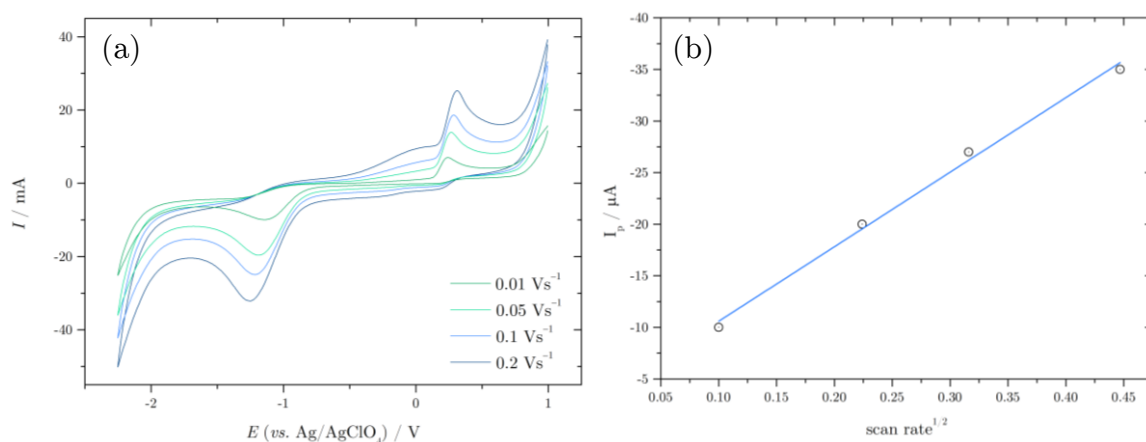 (a)
40
20
0
-20
-40
I / mA
-2
-1
0
1
E (vs. Ag/AgClO₄) / V
0.01 Vs⁻¹
0.05 Vs⁻¹
0.1 Vs⁻¹
0.2 Vs⁻¹
(b)
-40
-35
-30
-25
-20
-15
-10
-5
Iₚ / μA
0.05
0.10
0.15
0.20
0.25
0.30
0.35
0.40
0.45
scan rate¹ᐟ²